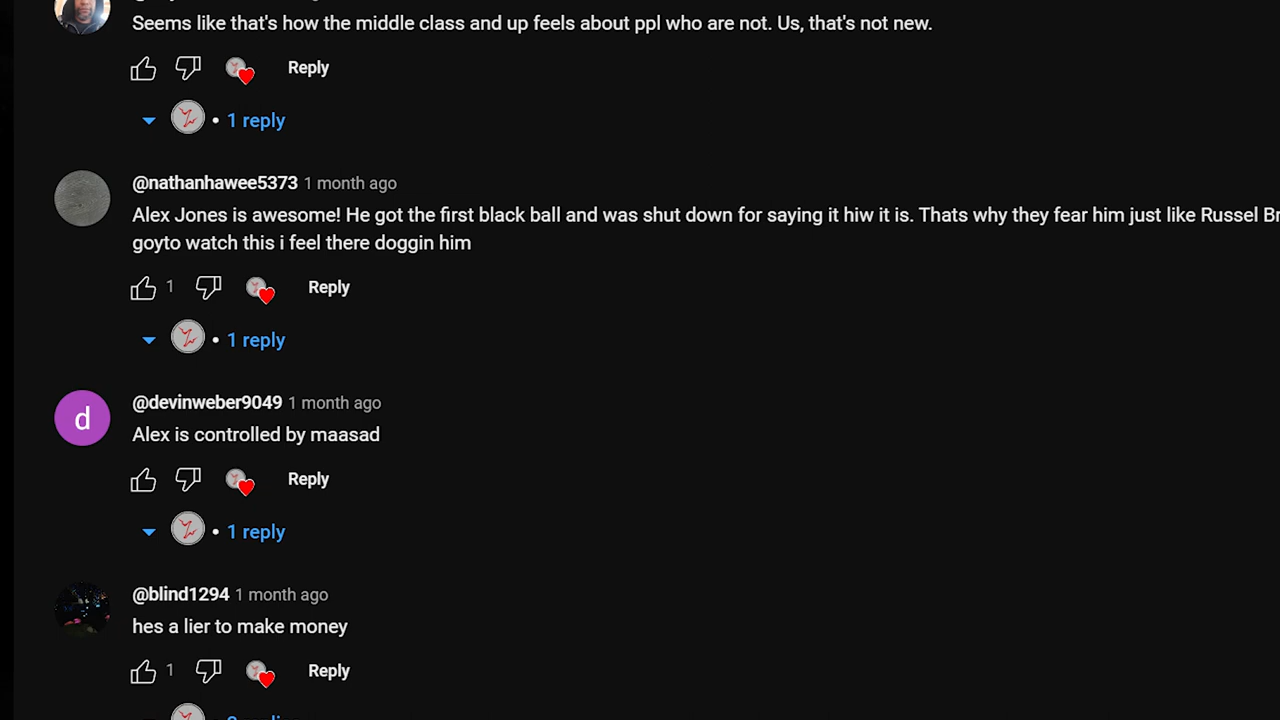 Seems like that's how the middle class and up feels about ppl who are not. Us, that's not new.
Reply
• 1 reply
@nathanhawee5373 1 month ago
Alex Jones is awesome! He got the first black ball and was shut down for saying it hiw it is. Thats why they fear him just like Russel
goyto watch this i feel there doggin him
1 Reply
• 1 reply
d
@devinweber9049 1 month ago
Alex is controlled by maasad
Reply
• 1 reply
@blind1294 1 month ago
hes a lier to make money
1 Reply